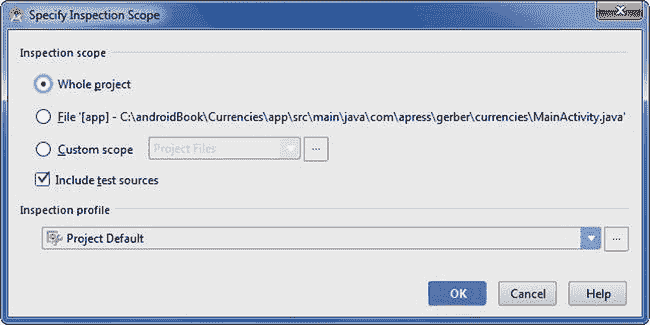 Specify Inspection Scope
Inspection scope
Whole project
File '[app] - C:\androidBook\Currencies\app\src\main\java\com\apress\gerber\currencies\MainActivity.java'
Custom scope Project Files ...
Include test sources
Inspection profile
Project Default ...
OK Cancel Help